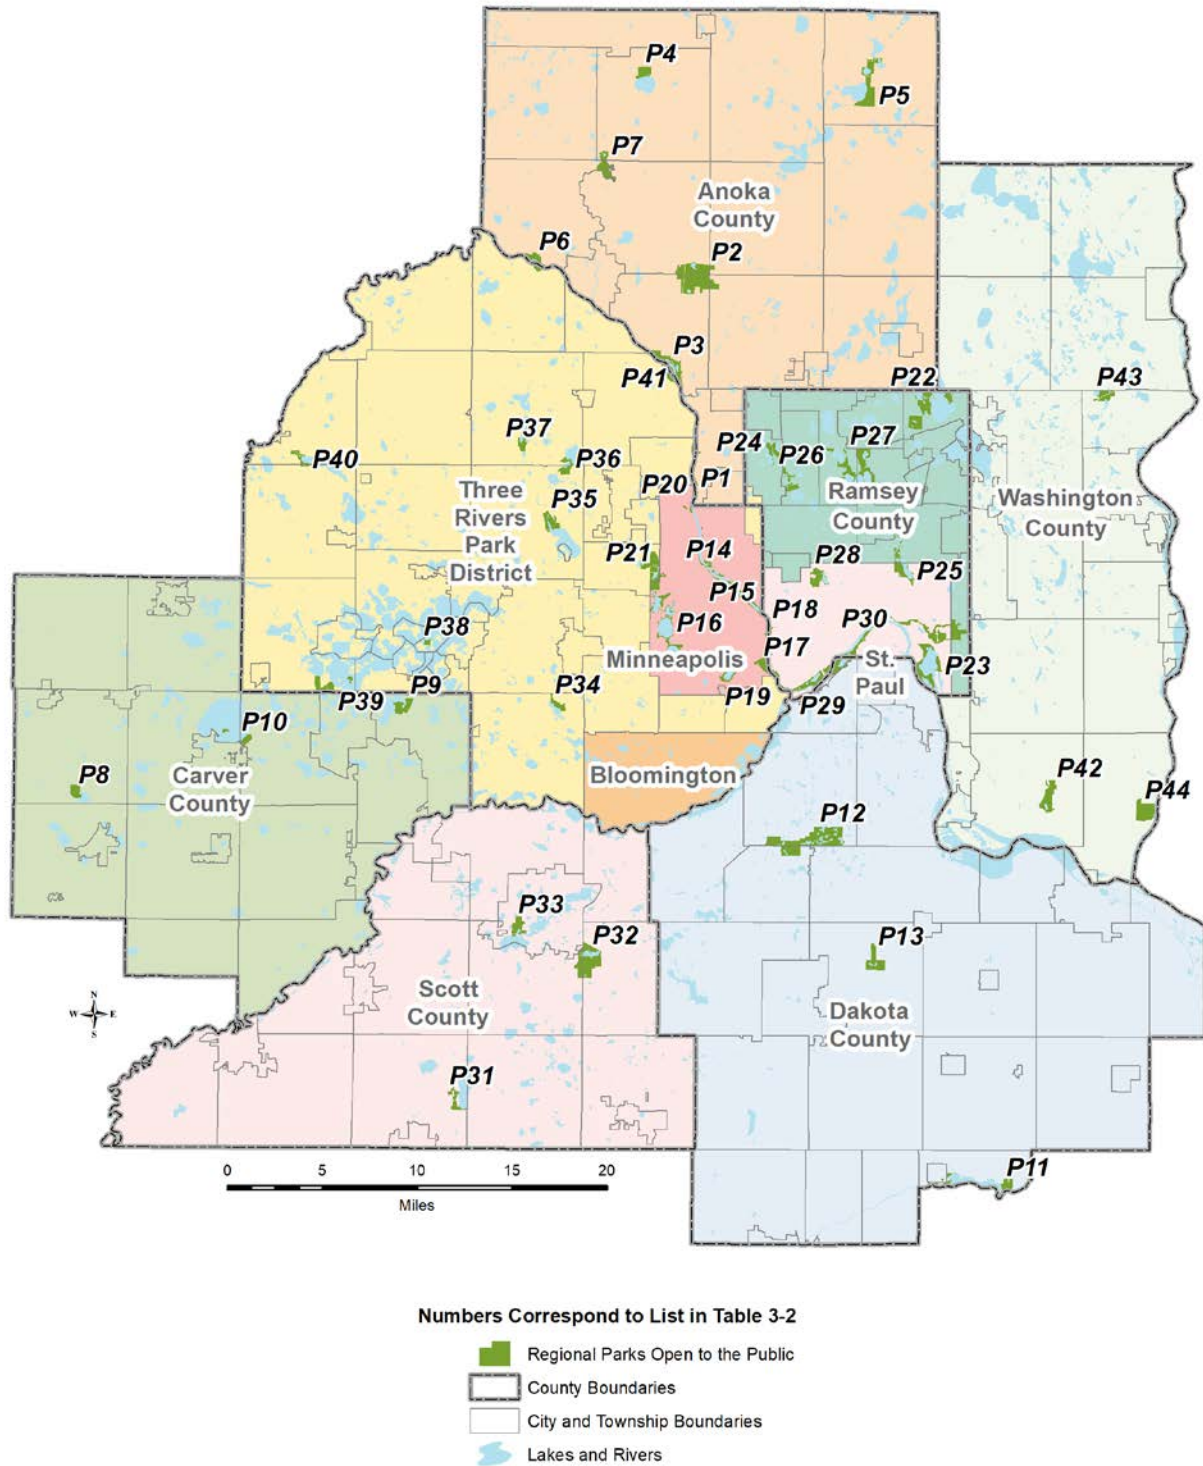 P4
P5
P7
Anoka
County
P6
P2
P3
P41
P22
P43
P37
P24
P27
P26
P40
P36
P20
P1
Three
Rivers
Park
District
P35
Ramsey
County
Washington
County
P14
P21
P28
P25
P15
P18
P30
P38
P16
P17
Minneapolis
St.
Paul
P23
P39
P9
P34
P19
P29
P10
P8
Carver
County
Bloomington
P42
P44
P12
P33
P32
P13
N
W
E
S
Scott
County
Dakota
County
P31
0 5 10 15 20
Miles
P11
Numbers Correspond to List in Table 3-2
Regional Parks Open to the Public
County Boundaries
City and Township Boundaries
Lakes and Rivers